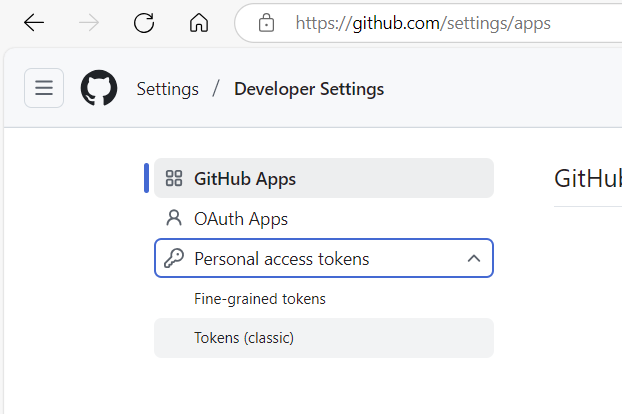 https://github.com/settings/apps
Settings / Developer Settings
GitHub Apps
GitHub
OAuth Apps
Personal access tokens
Fine-grained tokens
Tokens (classic)